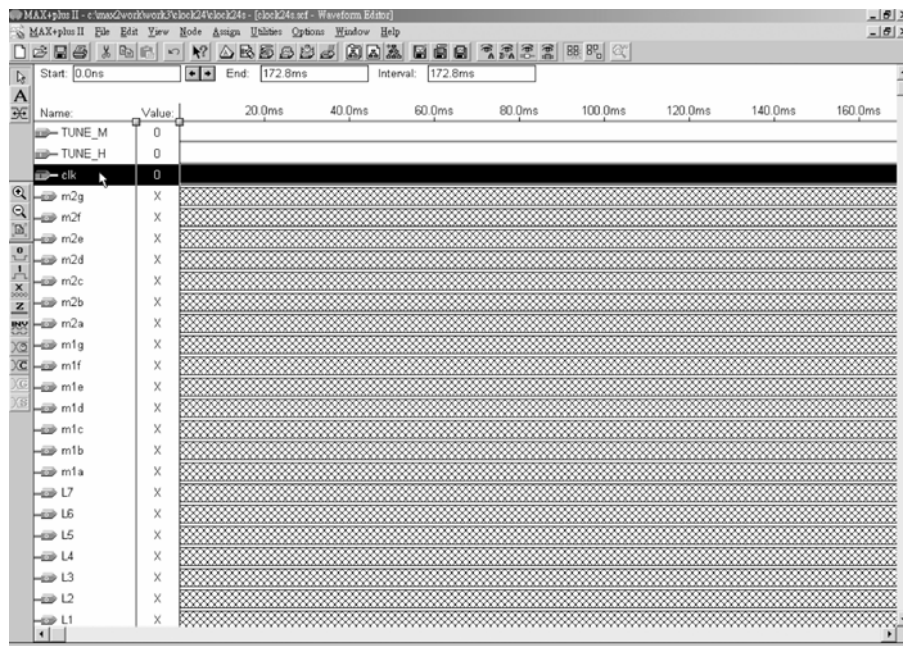 MAX+plus II - c:\max2work\work3\clock24\clock24s - [clock24s.scf - Waveform Editor]
MAX+plus II File Edit View Node Assign Utilities Options Window Help
Start: 0.0ns End: 172.8ms Interval: 172.8ms
Name: Value: 20.0ms 40.0ms 60.0ms 80.0ms 100.0ms 120.0ms 140.0ms 160.0ms
TUNE_M 0
TUNE_H 0
clk 0
m2g X
m2f X
m2e X
m2d X
m2c X
m2b X
m2a X
m1g X
m1f X
m1e X
m1d X
m1c X
m1b X
m1a X
L7 X
L6 X
L5 X
L4 X
L3 X
L2 X
L1 X
A
0
1
X
Z
INV